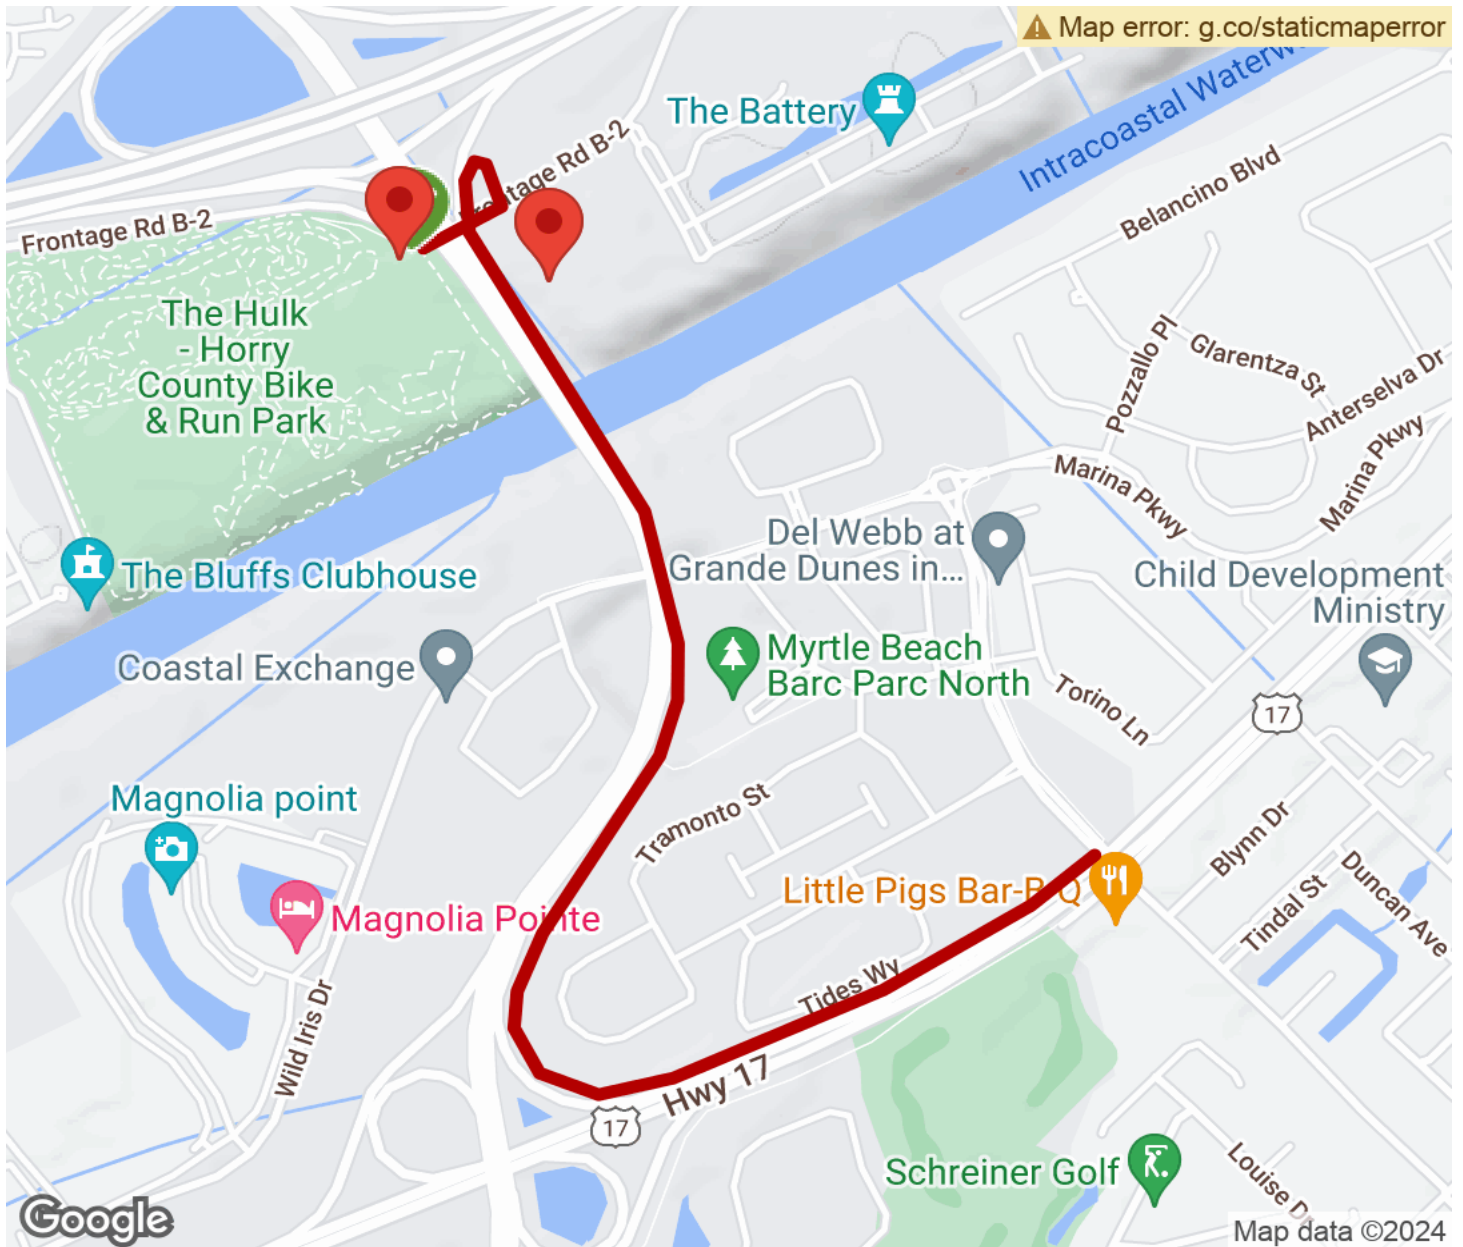 Map error: g.co/staticmaperror
Intracoastal Waterw
The Battery
Frontage Rd B-2
Belancino Blvd
Frontage Rd B-2
The Hulk
- Horry
County Bike
& Run Park
Pozzallo Pl
Glarentza St
Anterselva Dr
Marina Pkwy
Marina Pkwy
Del Webb at
Grande Dunes in...
The Bluffs Clubhouse
Child Development
Ministry
Coastal Exchange
Myrtle Beach
Barc Parc North
Torino Ln
17
Magnolia point
Tramonto St
Blynn Dr
Little Pigs Bar-B-Q
Duncan Ave
Tindal St
Magnolia Pointe
Tides Wy
Wild Iris Dr
Hwy 17
17
Schreiner Golf
Louise D
Google
Map data ©2024